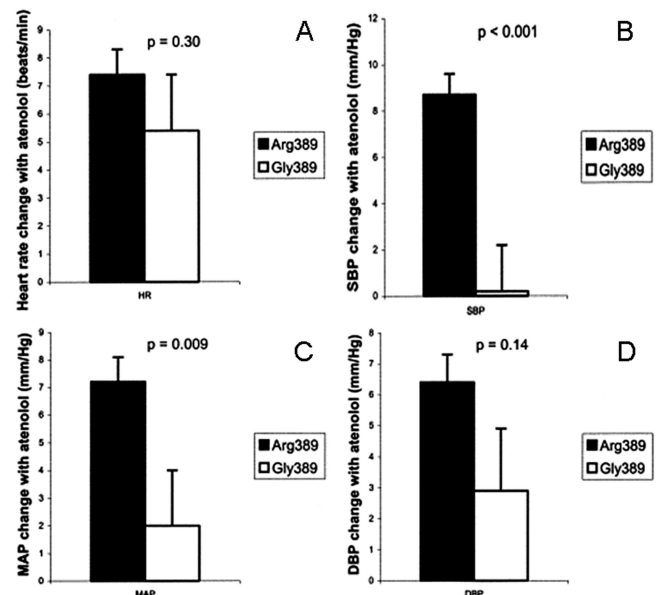 Heart rate change with atenolol (beats/min)
9
8
7
6
5
4
3
2
1
0
p = 0.30
A
Arg389
Gly389
HR
SBP change with atenolol (mm/Hg)
12
10
8
6
4
2
0
p < 0.001
B
Arg389
Gly389
SBP
MAP change with atenolol (mm/Hg)
9
8
7
6
5
4
3
2
1
0
p = 0.009
C
Arg389
Gly389
MAP
DBP change with atenolol (mm/Hg)
8
7
6
5
4
3
2
1
0
p = 0.14
D
Arg389
Gly389
DBP